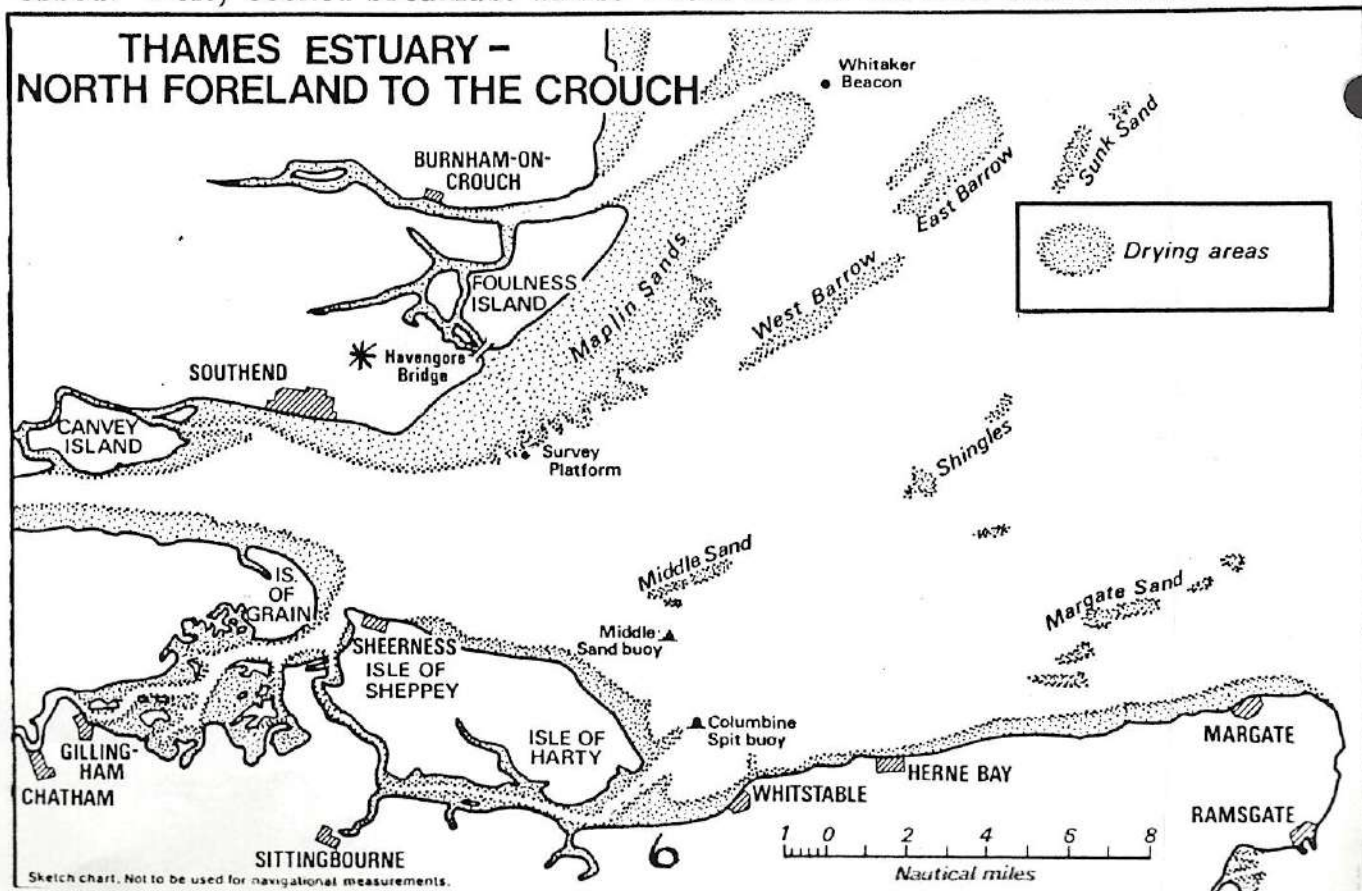 THAMES ESTUARY –
NORTH FORELAND TO THE CROUCH
Whitaker
Beacon
Sunk Sand
East Barrow
BURNHAM-ON-
CROUCH
Drying areas
Maplin Sands
FOULNESS
ISLAND
West Barrow
Havengore
Bridge
SOUTHEND
CANVEY
ISLAND
Survey
Platform
Shingles
Middle Sand
IS.
OF
GRAIN
Margate Sand
Middle
Sand buoy
SHEERNESS
ISLE OF
SHEPPEY
Columbine
Spit buoy
ISLE OF
HARTY
MARGATE
GILLING-
HAM
CHATHAM
HERNE BAY
WHITSTABLE
RAMSGATE
SITTINGBOURNE
6
1 0 2 4 6 8
Nautical miles
Sketch chart. Not to be used for navigational measurements.